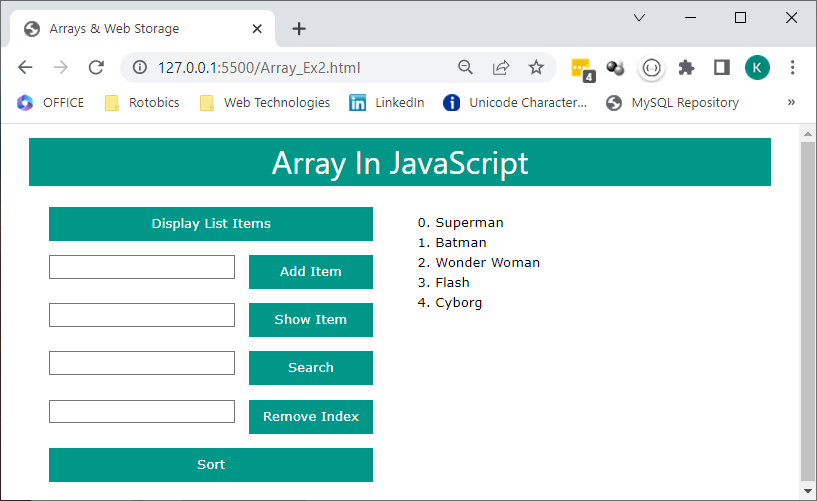 Arrays & Web Storage
127.0.0.1:5500/Array_Ex2.html
4
K
OFFICE Rotobics Web Technologies LinkedIn Unicode Character... MySQL Repository »
Array In JavaScript
Display List Items
Add Item
Show Item
Search
Remove Index
Sort
0. Superman
1. Batman
2. Wonder Woman
3. Flash
4. Cyborg